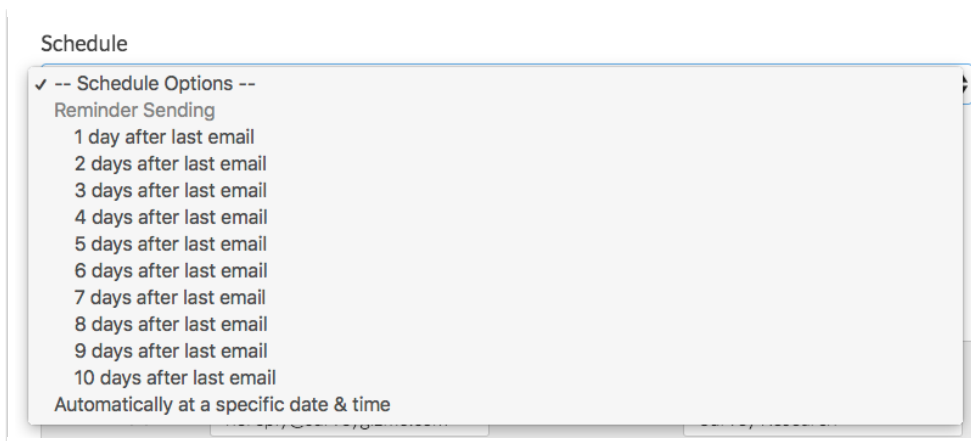 Schedule
✓ -- Schedule Options --
Reminder Sending
1 day after last email
2 days after last email
3 days after last email
4 days after last email
5 days after last email
6 days after last email
7 days after last email
8 days after last email
9 days after last email
10 days after last email
Automatically at a specific date & time